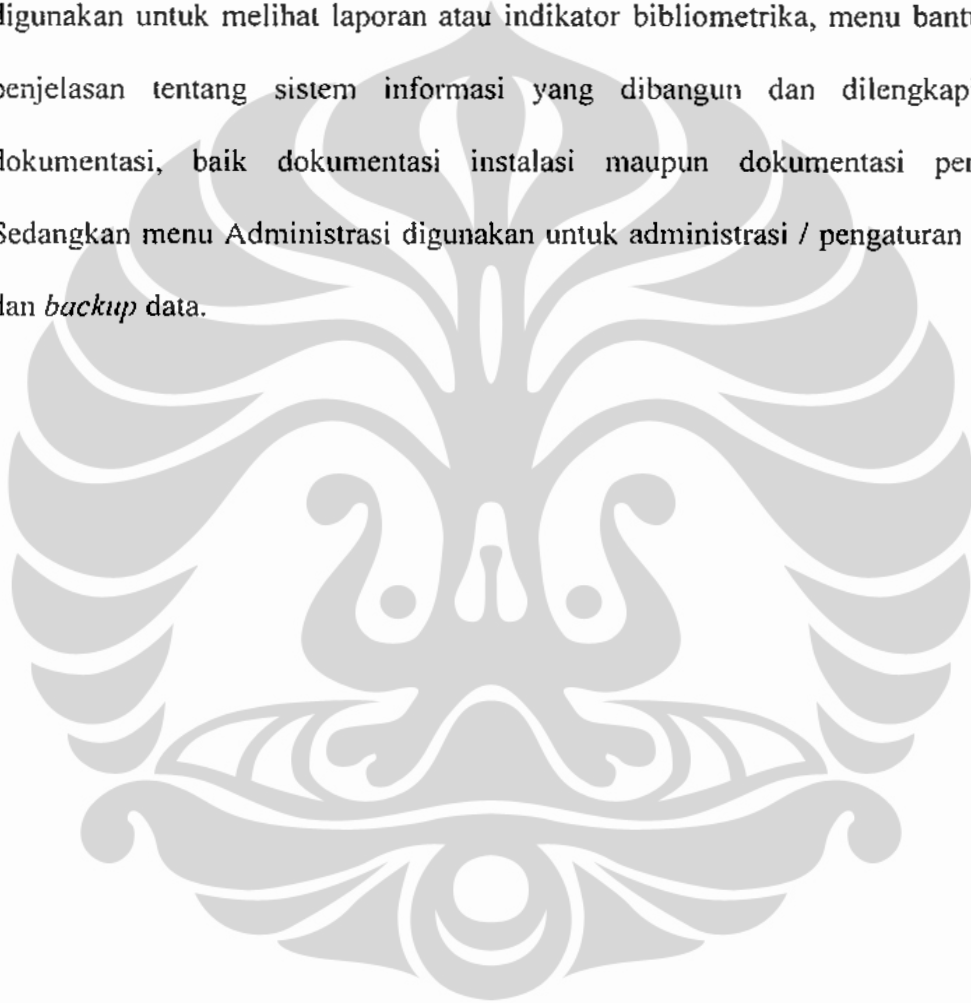 digunakan untuk melihat laporan atau indikator bibliometrika, menu bant
penjelasan tentang sistem informasi yang dibangun dan dilengkap
dokumentasi, baik dokumentasi instalasi maupun dokumentasi pe
Sedangkan menu Administrasi digunakan untuk administrasi / pengaturan
dan backup data.